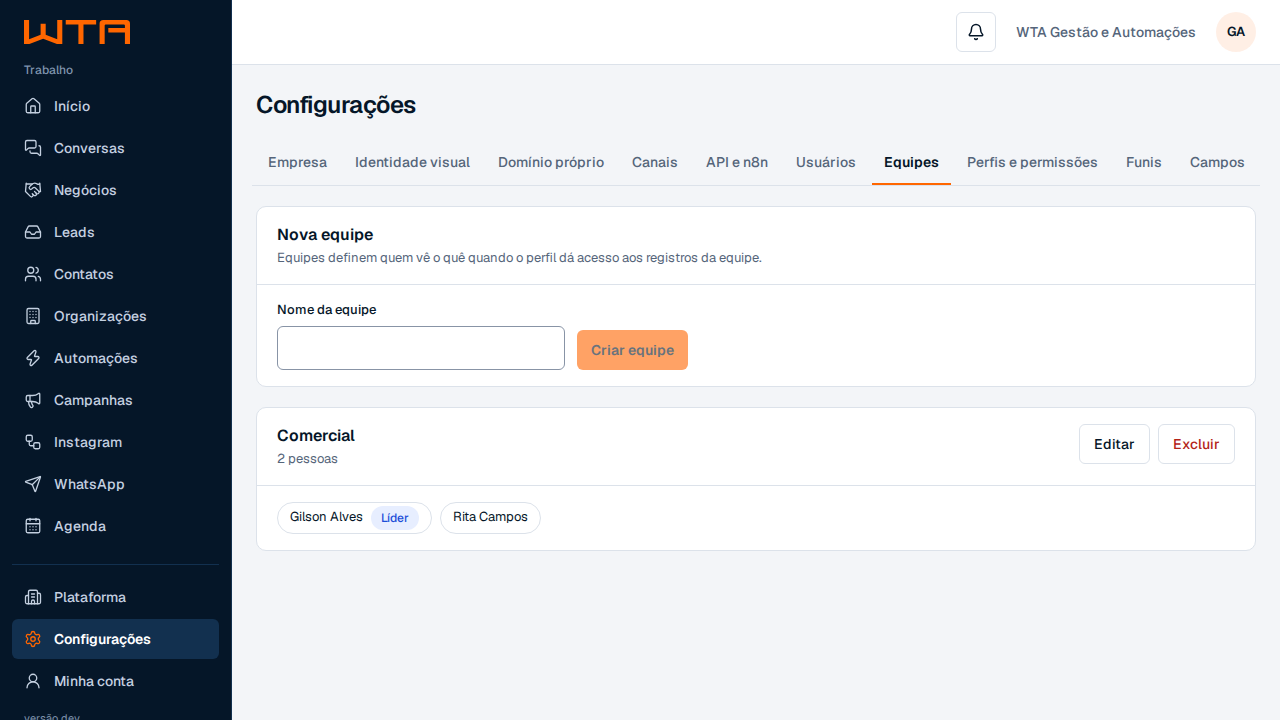 WTA
Trabalho
Início
Conversas
Negócios
Leads
Contatos
Organizações
Automações
Campanhas
Instagram
WhatsApp
Agenda
Plataforma
Configurações
Minha conta
versão dev
WTA Gestão e Automações
GA
Configurações
Empresa Identidade visual Domínio próprio Canais API e n8n Usuários Equipes Perfis e permissões Funis Campos
Nova equipe
Equipes definem quem vê o quê quando o perfil dá acesso aos registros da equipe.
Nome da equipe
Criar equipe
Comercial
2 pessoas
Editar Excluir
Gilson Alves Líder Rita Campos